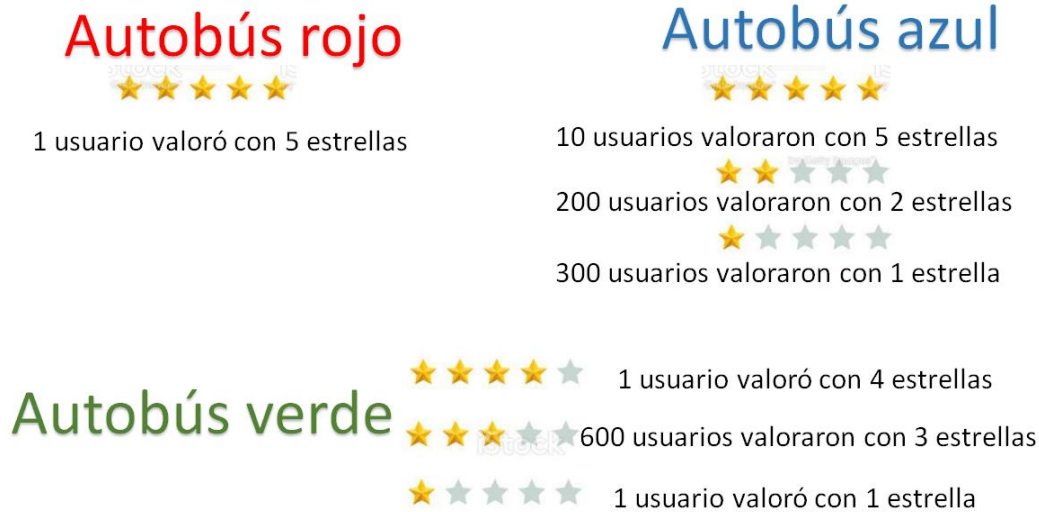 Autobús rojo
1 usuario valoró con 5 estrellas
Autobús azul
10 usuarios valoraron con 5 estrellas
200 usuarios valoraron con 2 estrellas
300 usuarios valoraron con 1 estrella
Autobús verde
1 usuario valoró con 4 estrellas
600 usuarios valoraron con 3 estrellas
1 usuario valoró con 1 estrella